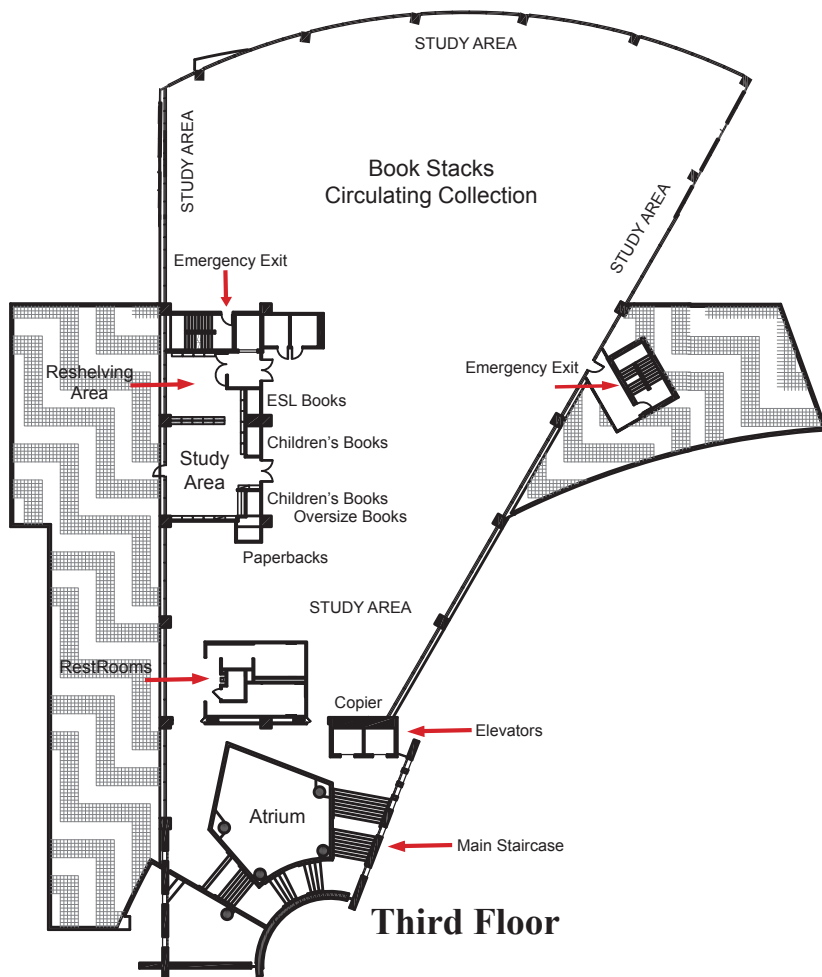 STUDY AREA
STUDY AREA
Book Stacks
Circulating Collection
STUDY AREA
Emergency Exit
Reshelving
Area
Emergency Exit
ESL Books
Children's Books
Study
Area
Children's Books
Oversize Books
Paperbacks
STUDY AREA
RestRooms
Copier
Elevators
Atrium
Main Staircase
Third Floor